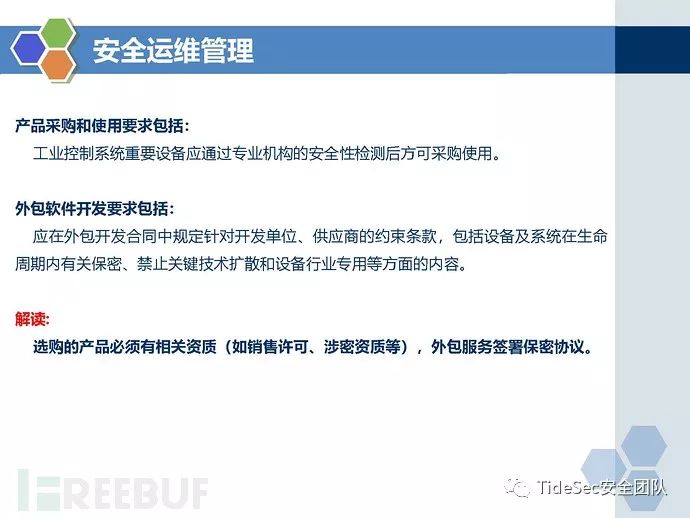 安全运维管理
产品采购和使用要求包括：
工业控制系统重要设备应通过专业机构的安全性检测后方可采购使用。
外包软件开发要求包括：
应在外包开发合同中规定针对开发单位、供应商的约束条款，包括设备及系统在生命
周期内有关保密、禁止关键技术扩散和设备行业专用等方面的内容。
解读:
选购的产品必须有相关资质（如销售许可、涉密资质等），外包服务签署保密协议。
FREEBUF
TideSec安全团队